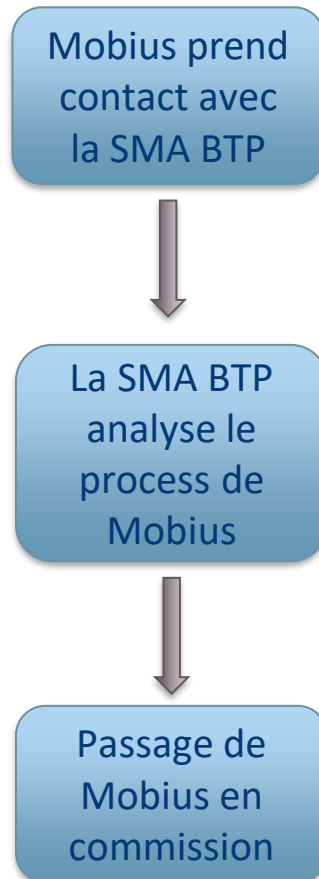 Mobius prend
contact avec
la SMA BTP
La SMA BTP
analyse le
process de
Mobius
Passage de
Mobius en
commission